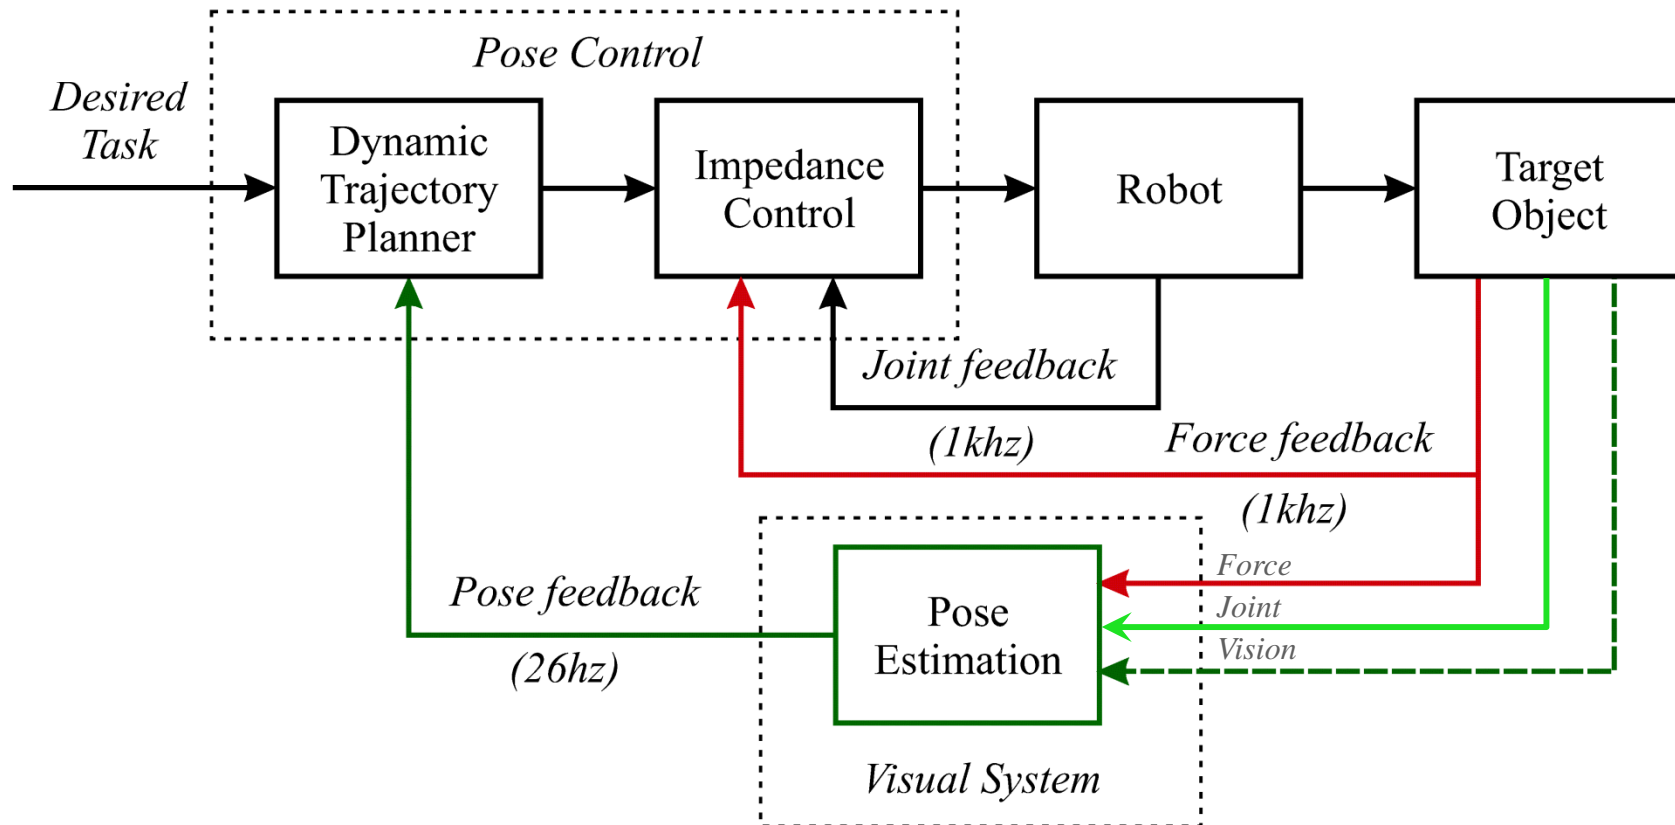 Pose Control
Desired
Task
Dynamic
Trajectory
Planner
Impedance
Control
Robot
Target
Object
Joint feedback
(1khz)
Force feedback
(1khz)
Pose feedback
(26hz)
Pose
Estimation
Force
Joint
Vision
Visual System